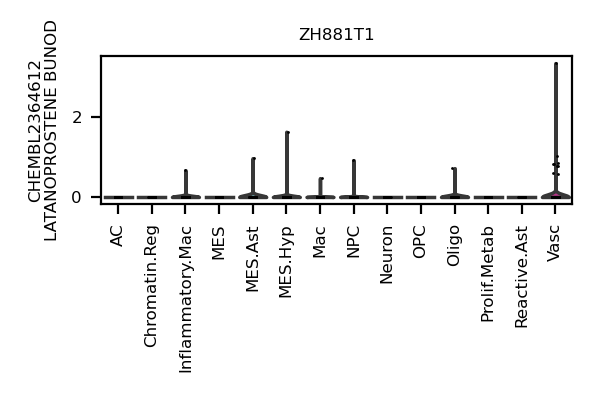 ZH881T1
CHEMBL2364612
LATANOPROSTENE BUNOD
2
0
AC
Chromatin.Reg
Inflammatory.Mac
MES
MES.Ast
MES.Hyp
Mac
NPC
Neuron
OPC
Oligo
Prolif.Metab
Reactive.Ast
Vasc